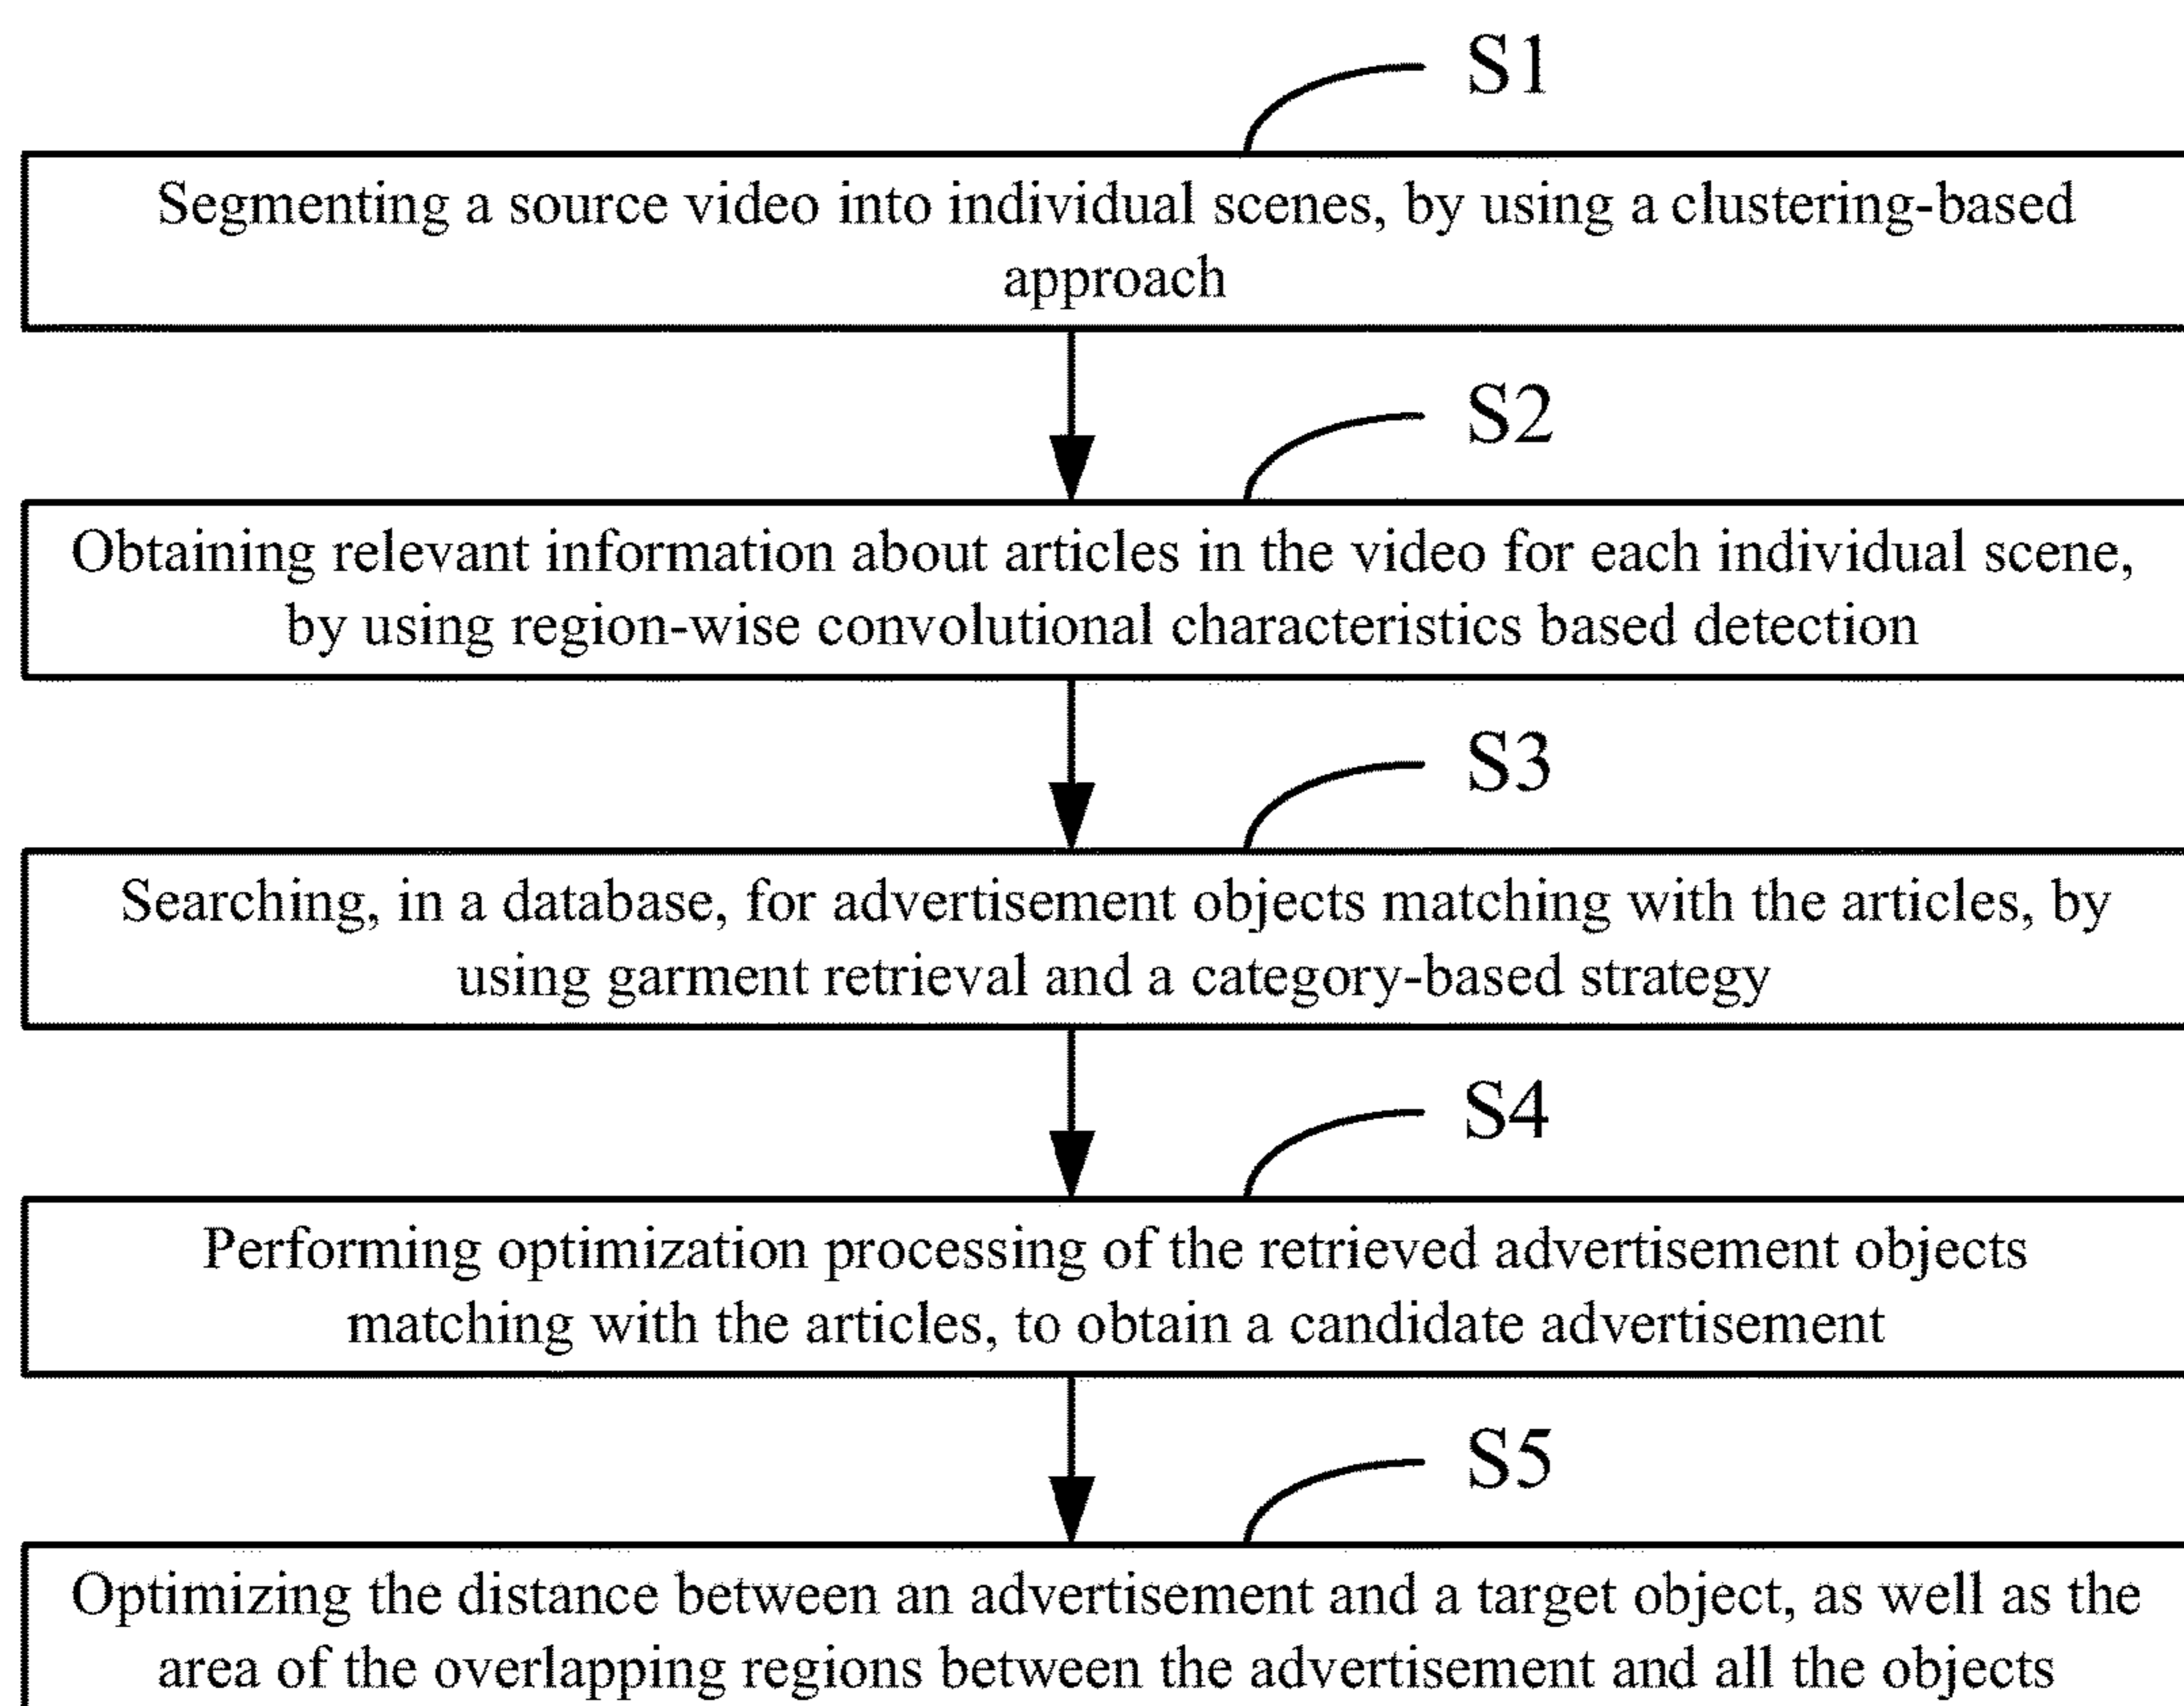 S1
Segmenting a source video into individual scenes, by using a clustering-based
approach
S2
Obtaining relevant information about articles in the video for each individual scene,
by using region-wise convolutional characteristics based detection
S3
Searching, in a database, for advertisement objects matching with the articles, by
using garment retrieval and a category-based strategy
S4
Performing optimization processing of the retrieved advertisement objects
matching with the articles, to obtain a candidate advertisement
S5
Optimizing the distance between an advertisement and a target object, as well as the
area of the overlapping regions between the advertisement and all the objects